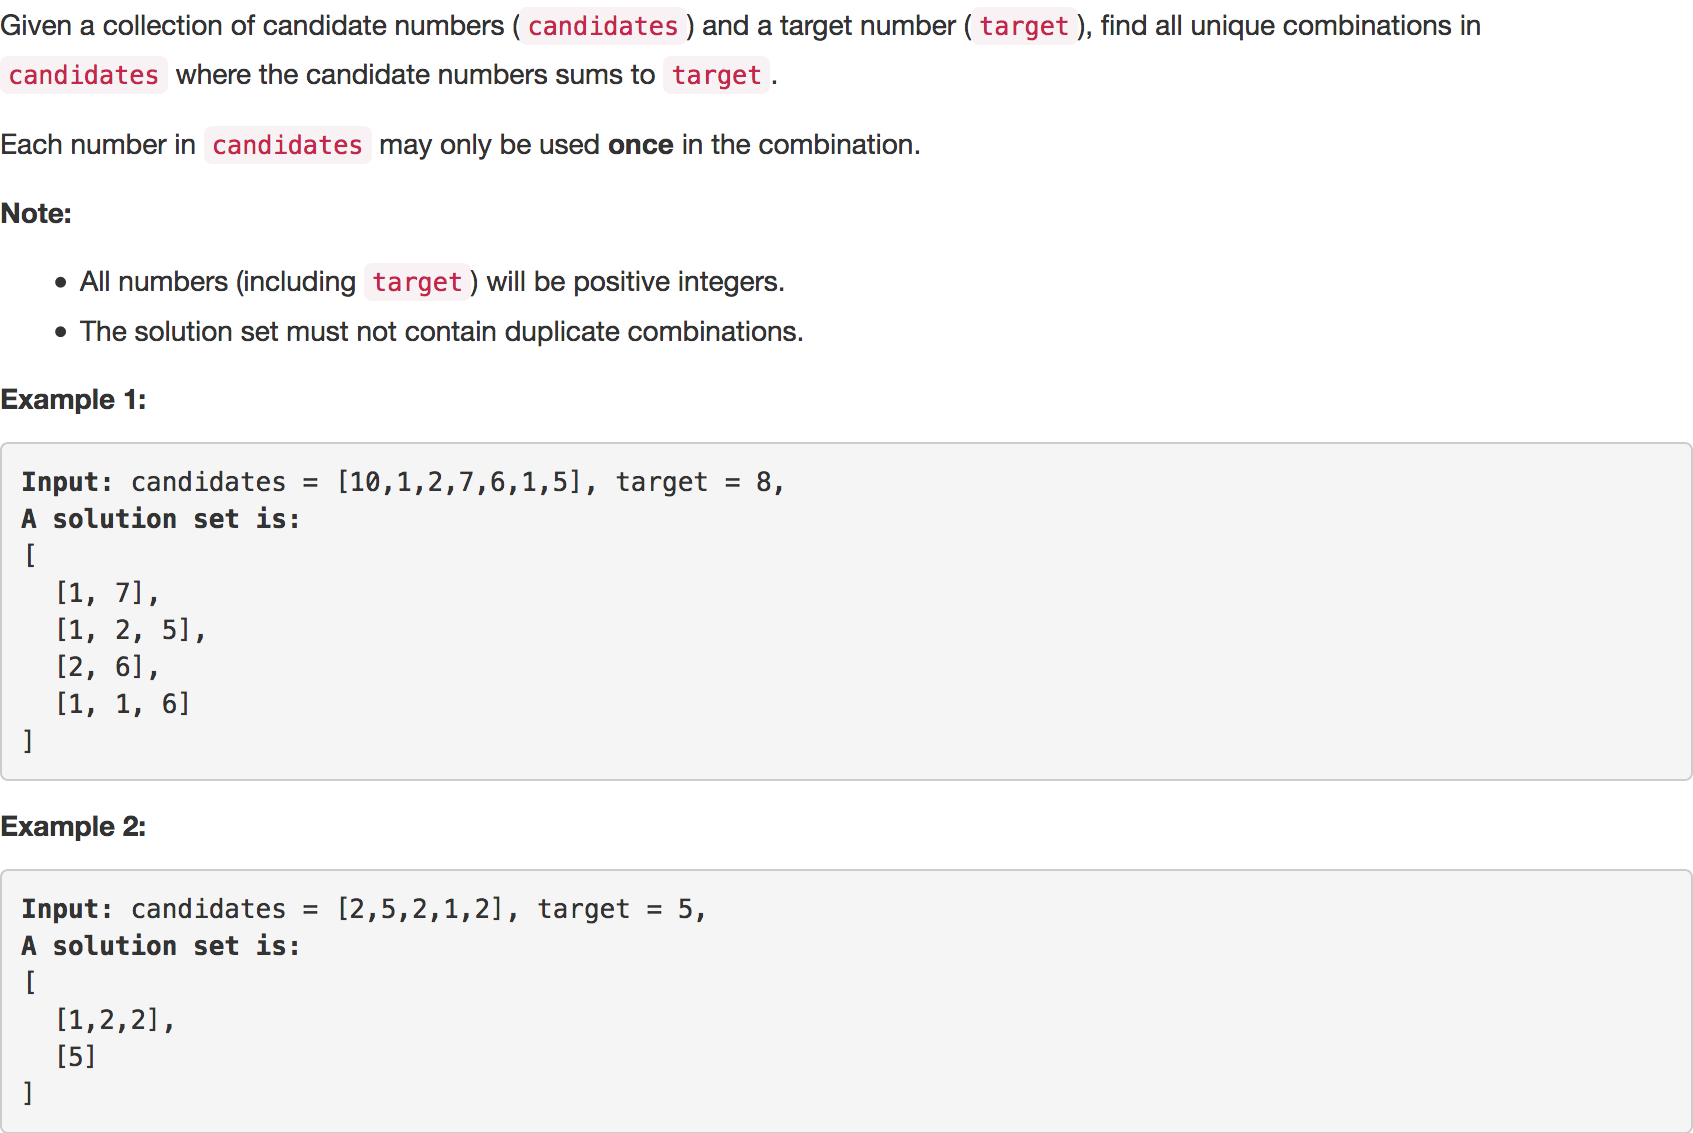 Given a collection of candidate numbers (candidates) and a target number (target), find all unique combinations in
candidates where the candidate numbers sums to target.
Each number in candidates may only be used once in the combination.
Note:
• All numbers (including target) will be positive integers.
• The solution set must not contain duplicate combinations.
Example 1:
Input: candidates = [10,1,2,7,6,1,5], target = 8,
A solution set is:
[
  [1, 7],
  [1, 2, 5],
  [2, 6],
  [1, 1, 6]
]
Example 2:
Input: candidates = [2,5,2,1,2], target = 5,
A solution set is:
[
  [1,2,2],
  [5]
]